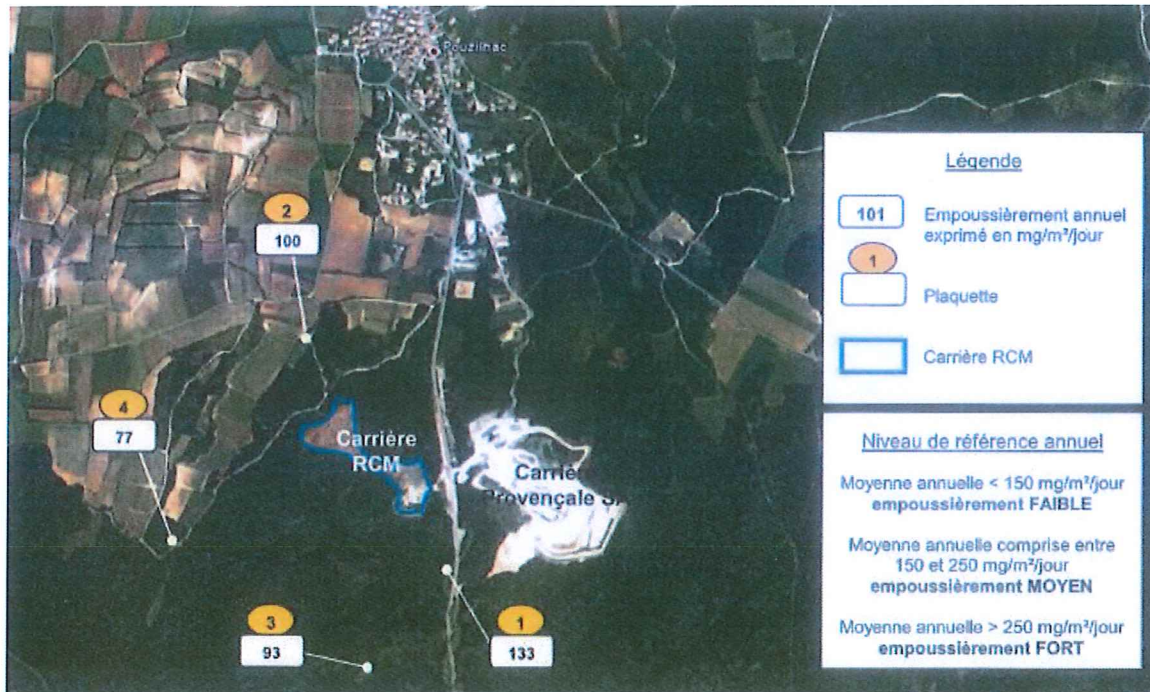 Pouzilhac
2
100
4
77
Carrière
RCM
Carriè
Provençale S
3
93
1
133
Légende
101
Empoussièrement annuel
exprimé en mg/m²/jour
1
Plaquette
Carrière RCM
Niveau de référence annuel
Moyenne annuelle < 150 mg/m²/jour
empoussièrement FAIBLE
Moyenne annuelle comprise entre
150 et 250 mg/m²/jour
empoussièrement MOYEN
Moyenne annuelle > 250 mg/m²/jour
empoussièrement FORT